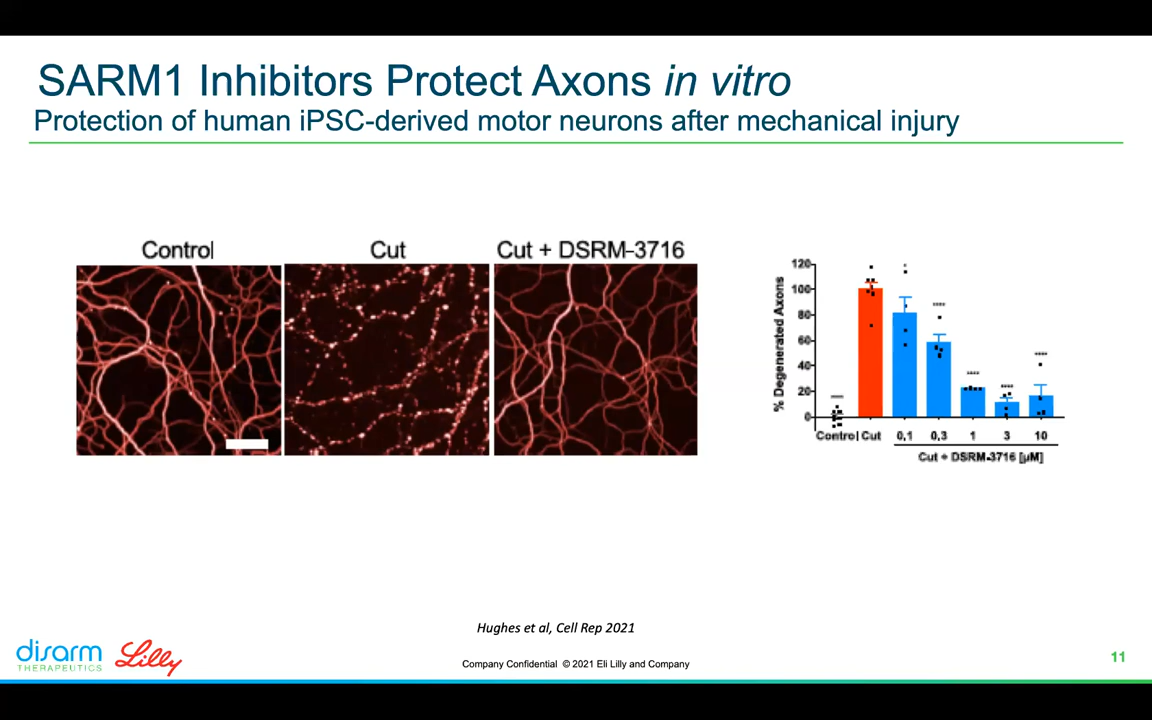 SARM1 Inhibitors Protect Axons in vitro
Protection of human iPSC-derived motor neurons after mechanical injury
Control
Cut
Cut + DSRM-3716
% Degenerated Axons
120
100
80
60
40
20
0
*
****
****
****
****
Control Cut 0.1 0.3 1 3 10
Cut + DSRM-3716 [µM]
Hughes et al, Cell Rep 2021
disarm
THERAPEUTICS
Lilly
Company Confidential © 2021 Eli Lilly and Company
11